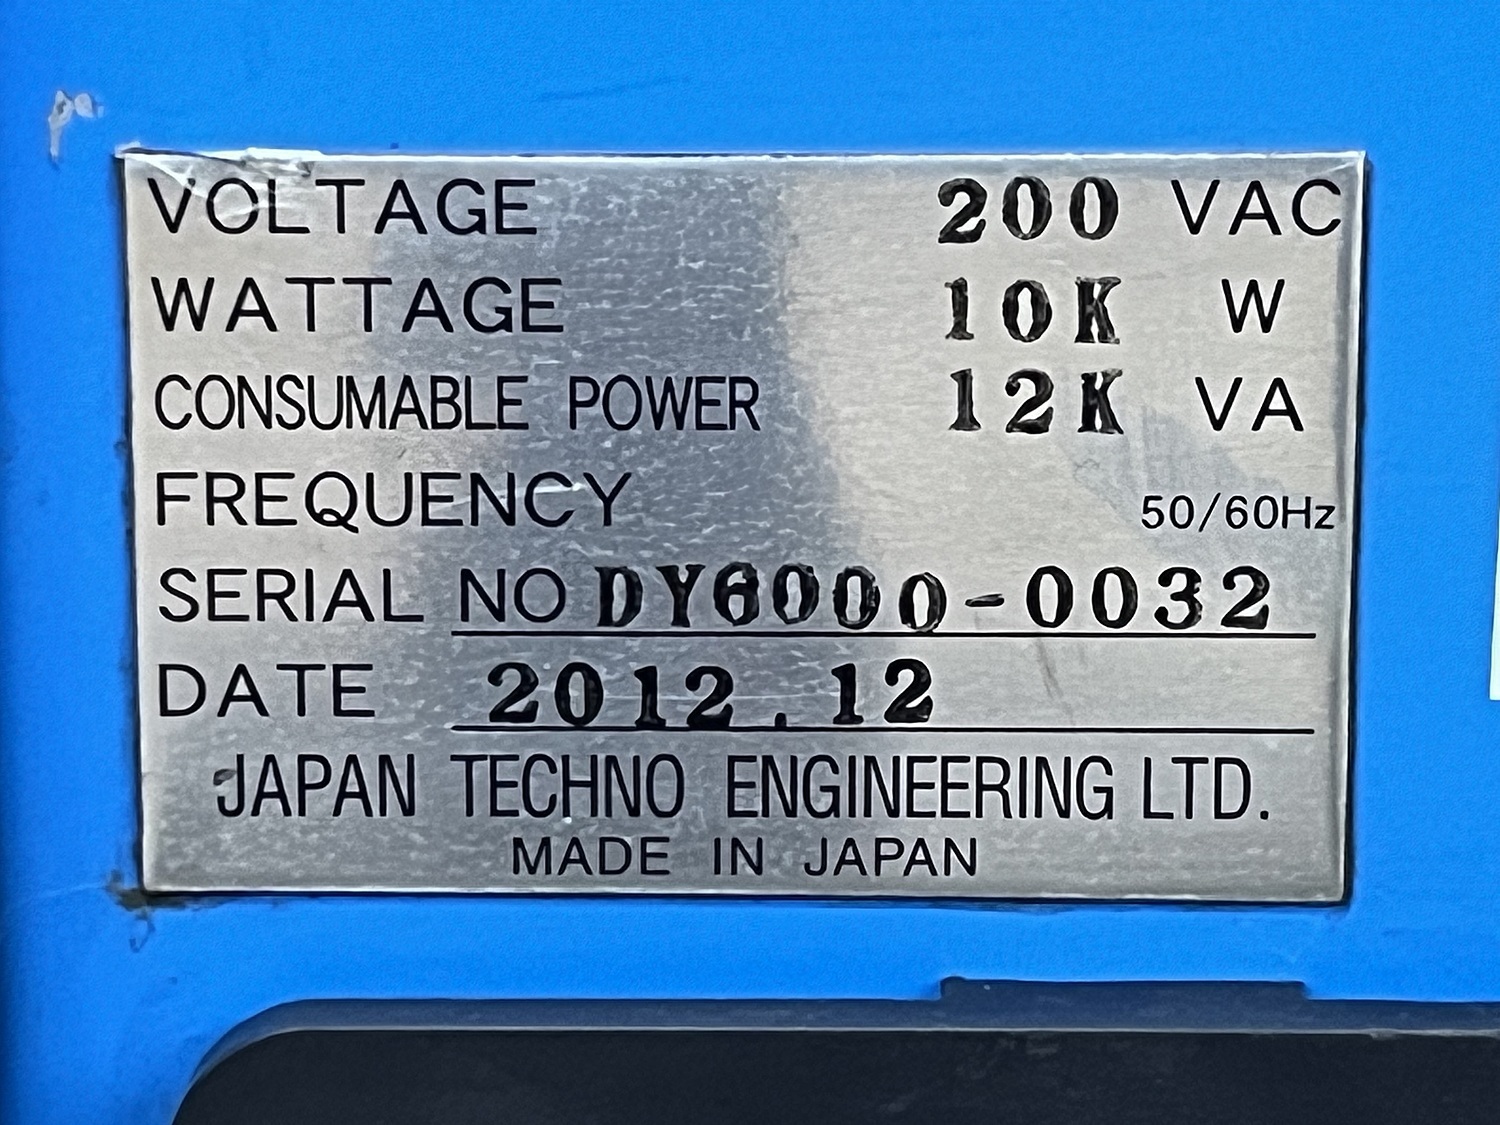 VOLTAGE 200 VAC
WATTAGE 10K W
CONSUMABLE POWER 12K VA
FREQUENCY 50/60Hz
SERIAL NO DY6000-0032
DATE 2012.12
JAPAN TECHNO ENGINEERING LTD.
MADE IN JAPAN